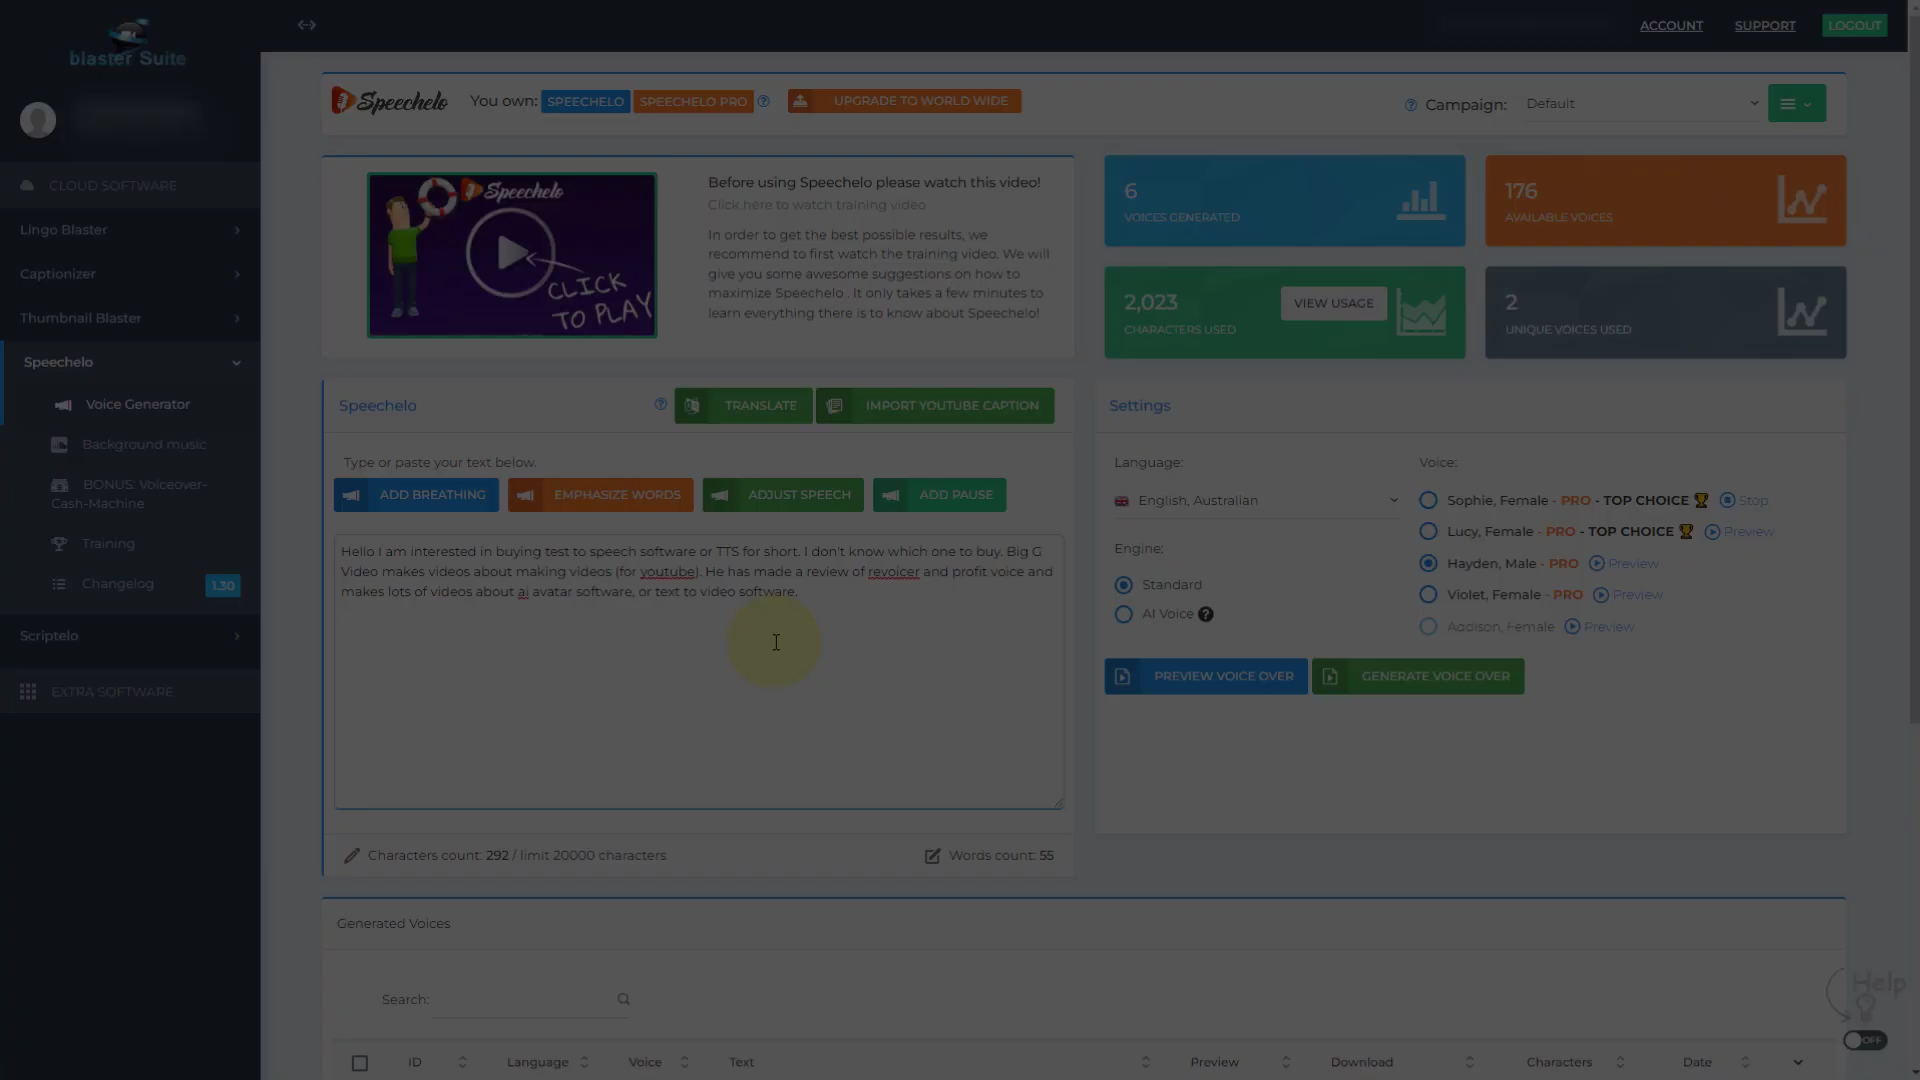 blaster Suite
ACCOUNT
SUPPORT
LOGOUT
CLOUD SOFTWARE
Lingo Blaster
Captionizer
Thumbnail Blaster
Speechelo
Voice Generator
Background music
BONUS: Voiceover-
Cash-Machine
Training
Changelog
1.30
Scriptelo
EXTRA SOFTWARE
Speechelo
You own:
SPEECHELO
SPEECHELO PRO
UPGRADE TO WORLD WIDE
Campaign:
Default
Speechelo
CLICK
TO PLAY
Before using Speechelo please watch this video!
Click here to watch training video
In order to get the best possible results, we
recommend to first watch the training video. We will
give you some awesome suggestions on how to
maximize Speechelo . It only takes a few minutes to
learn everything there is to know about Speechelo!
6
VOICES GENERATED
176
AVAILABLE VOICES
2,023
CHARACTERS USED
VIEW USAGE
2
UNIQUE VOICES USED
Speechelo
TRANSLATE
IMPORT YOUTUBE CAPTION
Type or paste your text below.
ADD BREATHING
EMPHASIZE WORDS
ADJUST SPEECH
ADD PAUSE
Hello I am interested in buying test to speech software or TTS for short. I don't know which one to buy. Big G
Video makes videos about making videos (for youtube). He has made a review of revoicer and profit voice and
makes lots of videos about ai avatar software, or text to video software.
Characters count: 292 / limit 20000 characters
Words count: 55
Settings
Language:
English, Australian
Engine:
Standard
AI Voice
Voice:
Sophie, Female - PRO - TOP CHOICE Stop
Lucy, Female - PRO - TOP CHOICE Preview
Hayden, Male - PRO Preview
Violet, Female - PRO Preview
Addison, Female Preview
PREVIEW VOICE OVER
GENERATE VOICE OVER
Generated Voices
Search:
ID
Language
Voice
Text
Preview
Download
Characters
Date
Help
OFF